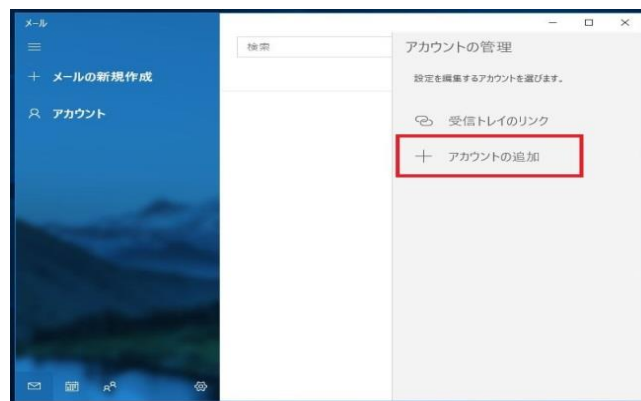 メール
検索
＋ メールの新規作成
アカウント
アカウントの管理
設定を編集するアカウントを選びます。
受信トレイのリンク
＋ アカウントの追加